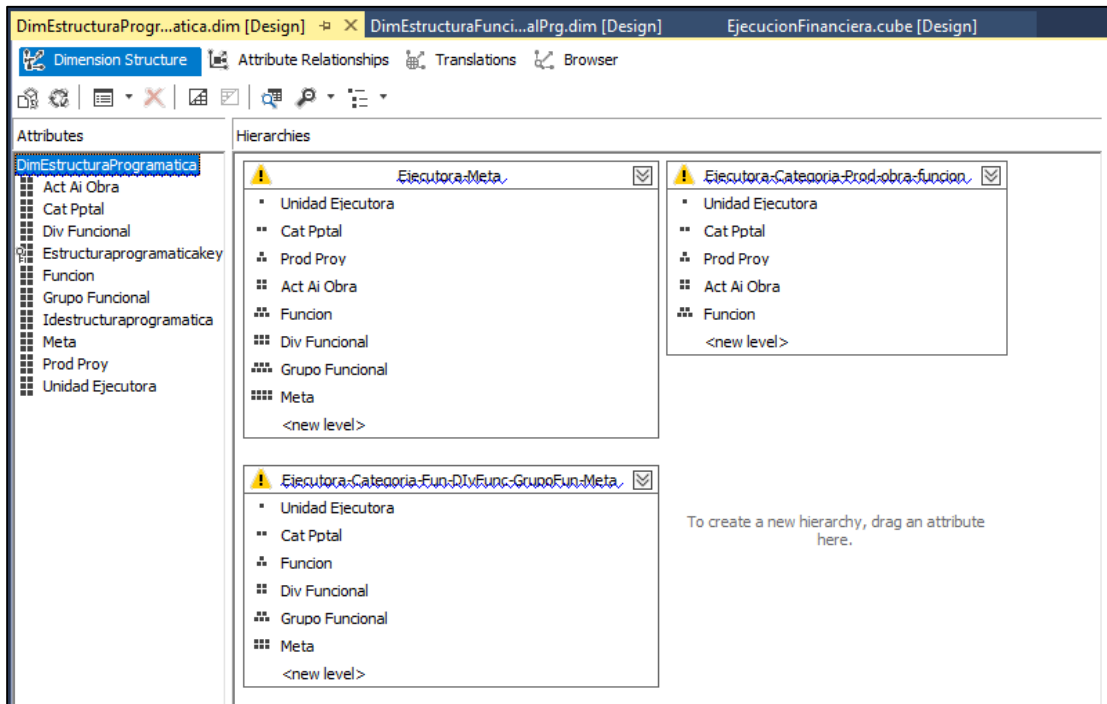 DimEstructuraProgr...atica.dim [Design] DimEstructuraFunci...alPrg.dim [Design] EjecucionFinanciera.cube [Design]
Dimension Structure Attribute Relationships Translations Browser
Attributes
DimEstructuraProgramatica
Act Ai Obra
Cat Pptal
Div Funcional
Estructuraprogramaticakey
Funcion
Grupo Funcional
Idestructuraprogramatica
Meta
Prod Proy
Unidad Ejecutora
Hierarchies
Ejecutora-Meta
Unidad Ejecutora
Cat Pptal
Prod Proy
Act Ai Obra
Funcion
Div Funcional
Grupo Funcional
Meta
<new level>
Ejecutora-Categoria-Prod-obra-funcion
Unidad Ejecutora
Cat Pptal
Prod Proy
Act Ai Obra
Funcion
<new level>
Ejecutora-Categoria-Fun-DIvFunc-GrupoFun-Meta
Unidad Ejecutora
Cat Pptal
Funcion
Div Funcional
Grupo Funcional
Meta
<new level>
To create a new hierarchy, drag an attribute
here.